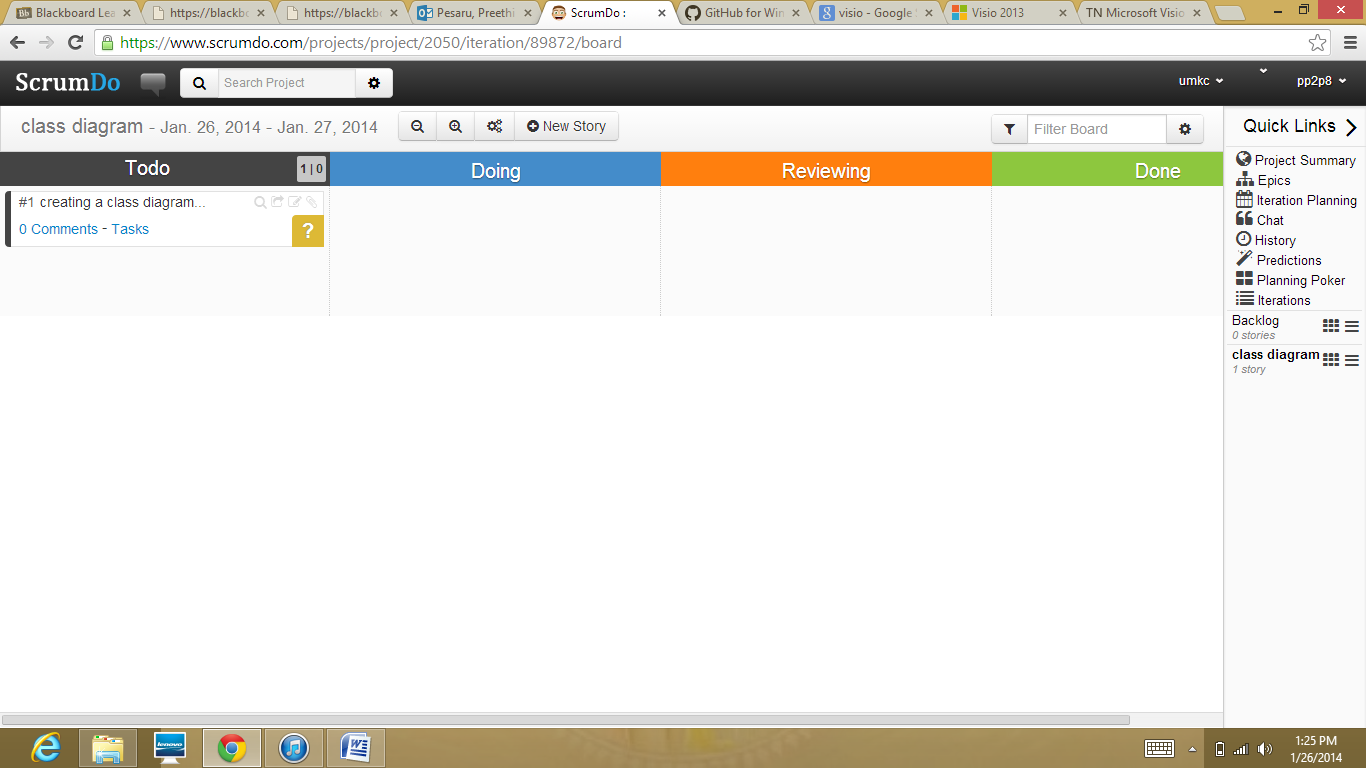 Blackboard Lea
https://blackbo
https://blackbo
Pesaru, Preethi
ScrumDo :
GitHub for Win
visio - Google S
Visio 2013
TN Microsoft Visio
https://www.scrumdo.com/projects/project/2050/iteration/89872/board
ScrumDo
Search Project
umkc
pp2p8
class diagram - Jan. 26, 2014 - Jan. 27, 2014
New Story
Filter Board
Quick Links
Todo
1 | 0
Doing
Reviewing
Done
#1 creating a class diagram...
0 Comments - Tasks
?
Project Summary
Epics
Iteration Planning
Chat
History
Predictions
Planning Poker
Iterations
Backlog
0 stories
class diagram
1 story
lenovo
1:25 PM
1/26/2014